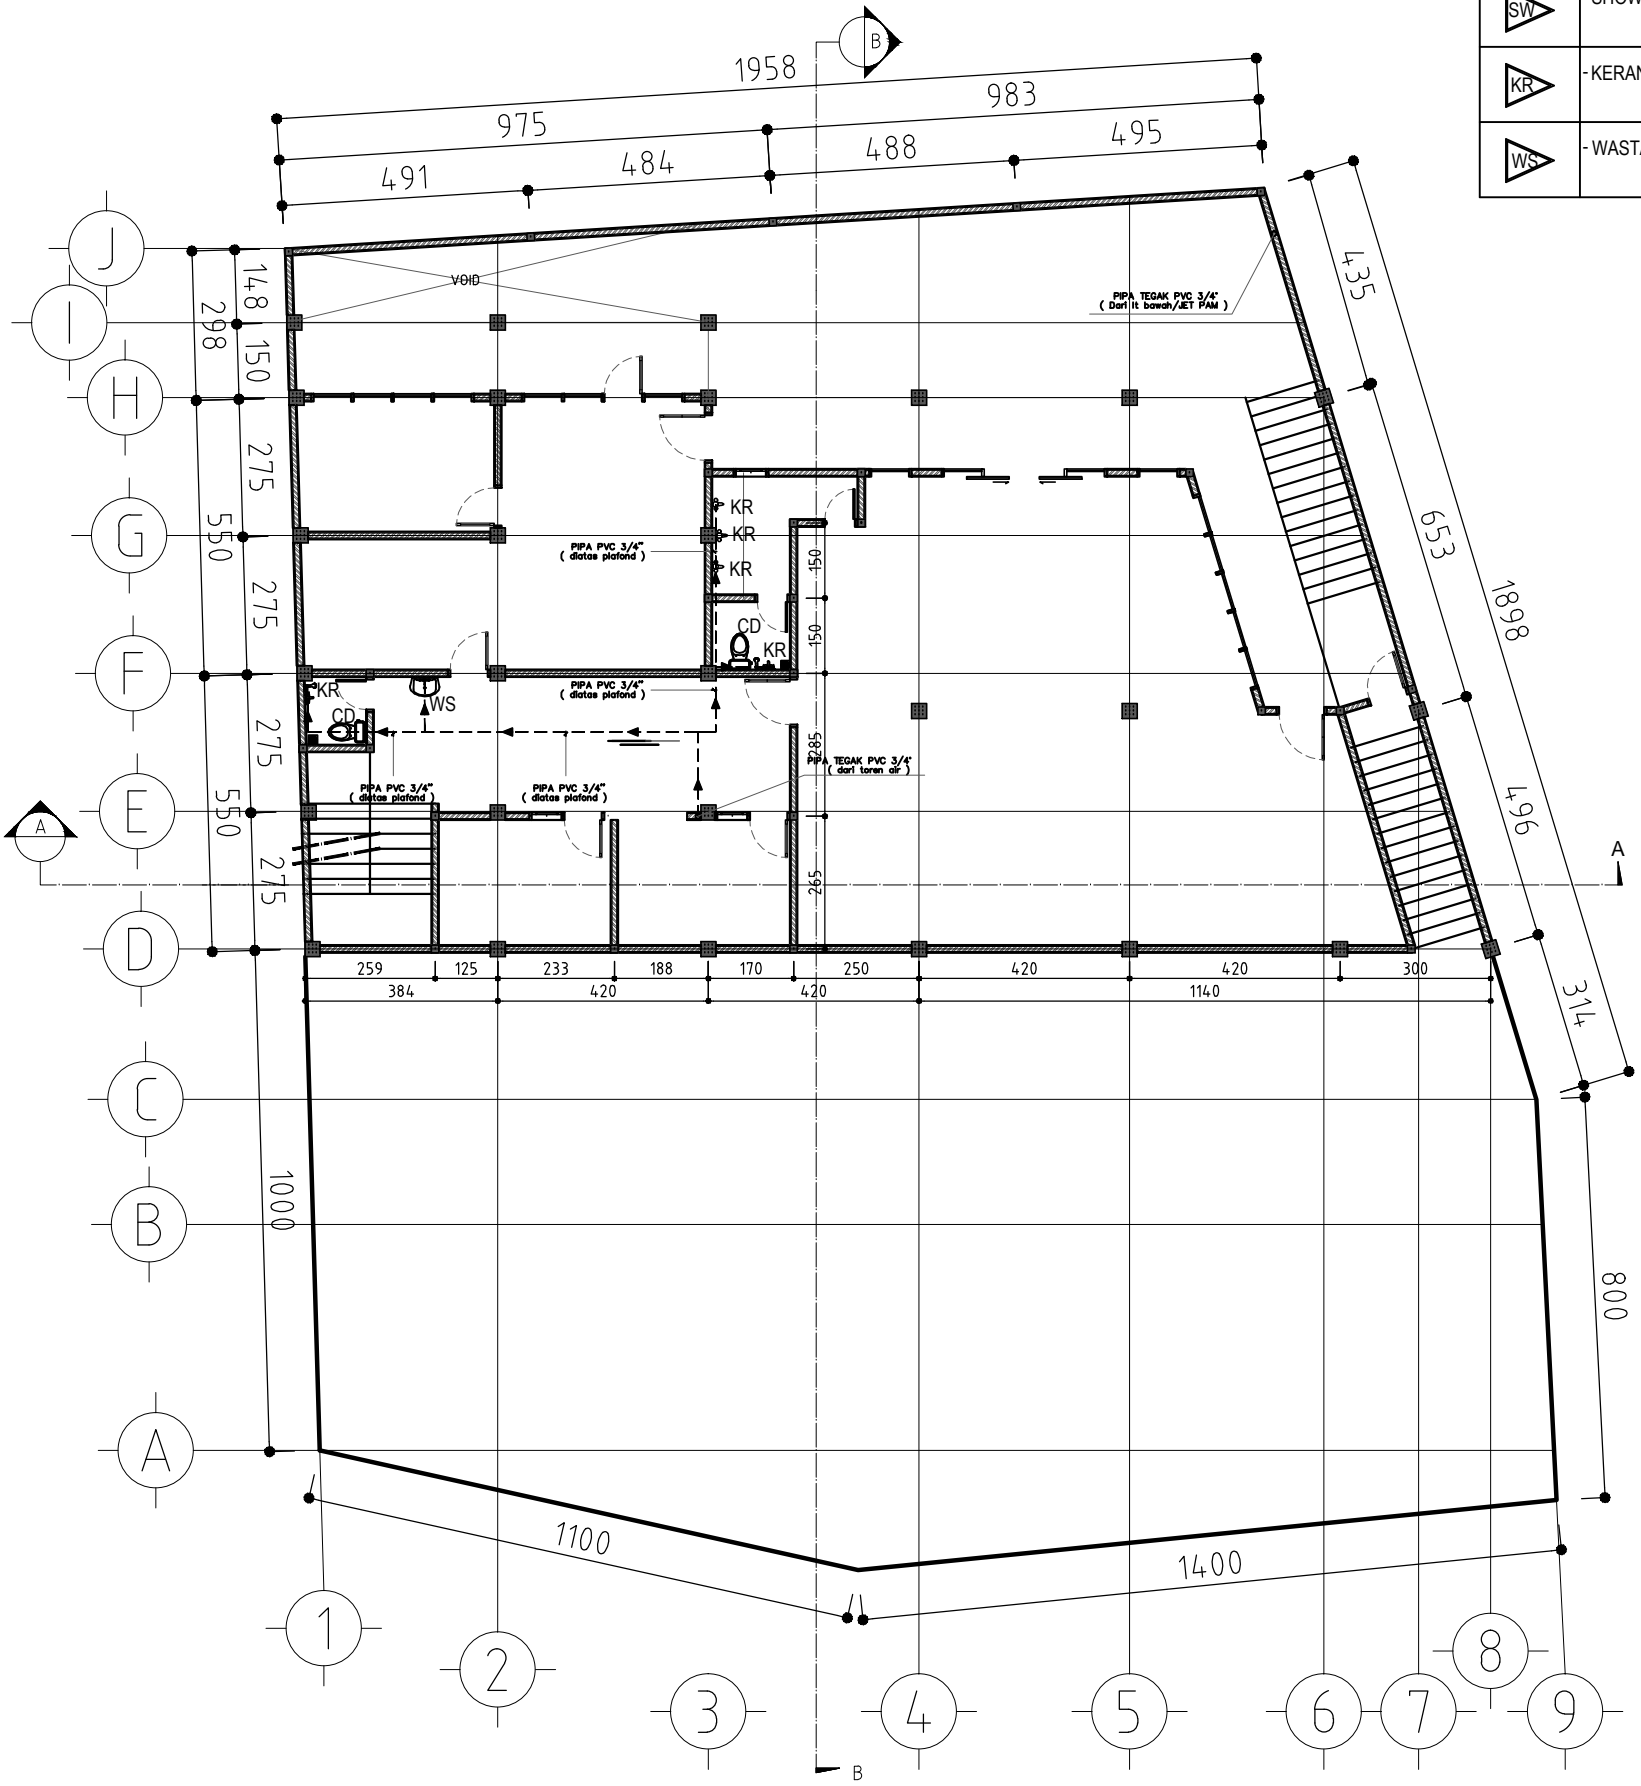 SW
KR
WS
- WASTA
- KERAN
B
1958
975
983
491
484
488
495
J
I
H
G
F
E
D
C
B
A
148
298
150
275
550
275
275
550
275
1000
VOID
PIPA TEGAK PVC 3/4"
( Dari lt bawah/JET PAM )
435
653
1898
496
314
800
KR
KR
KR
PIPA PVC 3/4"
( diatas plafond )
150
150
CD
KR
KR
CD
WS
PIPA PVC 3/4"
( diatas plafond )
285
PIPA TEGAK PVC 3/4"
( dari toren air )
PIPA PVC 3/4"
( diatas plafond )
PIPA PVC 3/4"
( diatas plafond )
A
A
265
259
125
233
188
170
250
420
420
300
384
420
420
1140
1100
1400
1
2
3
4
5
6
7
8
9
B